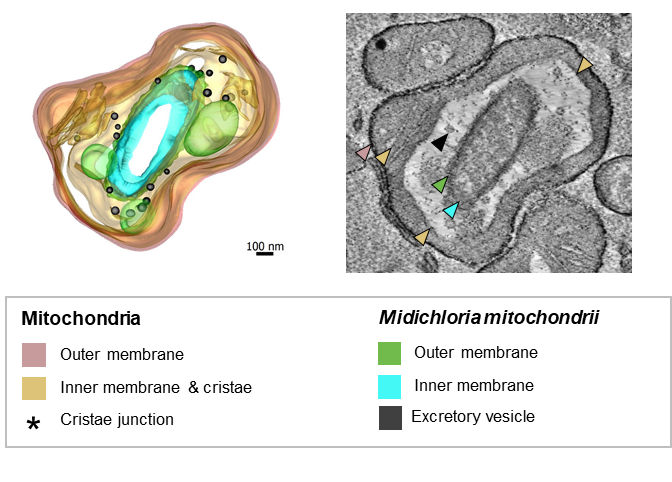 100 nm
Mitochondria
Outer membrane
Inner membrane & cristae
* Cristae junction
Midichloria mitochondrii
Outer membrane
Inner membrane
Excretory vesicle